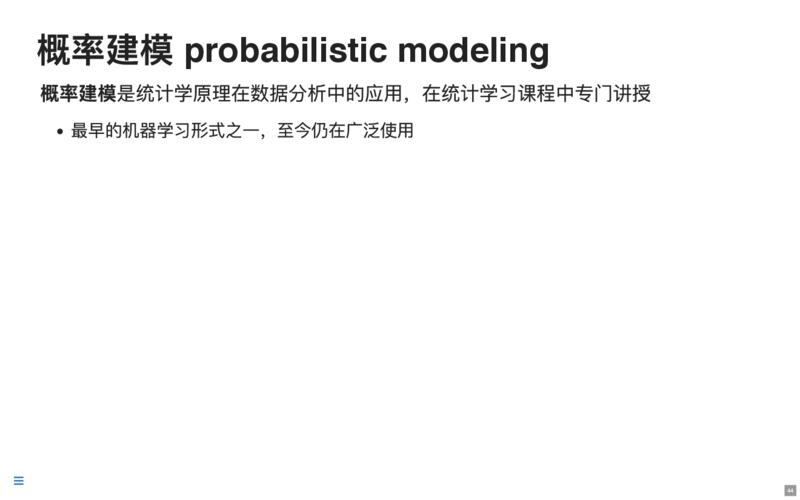 概率建模 probabilistic modeling
概率建模是统计学原理在数据分析中的应用，在统计学习课程中专门讲授
• 最早的机器学习形式之一，至今仍在广泛使用
44